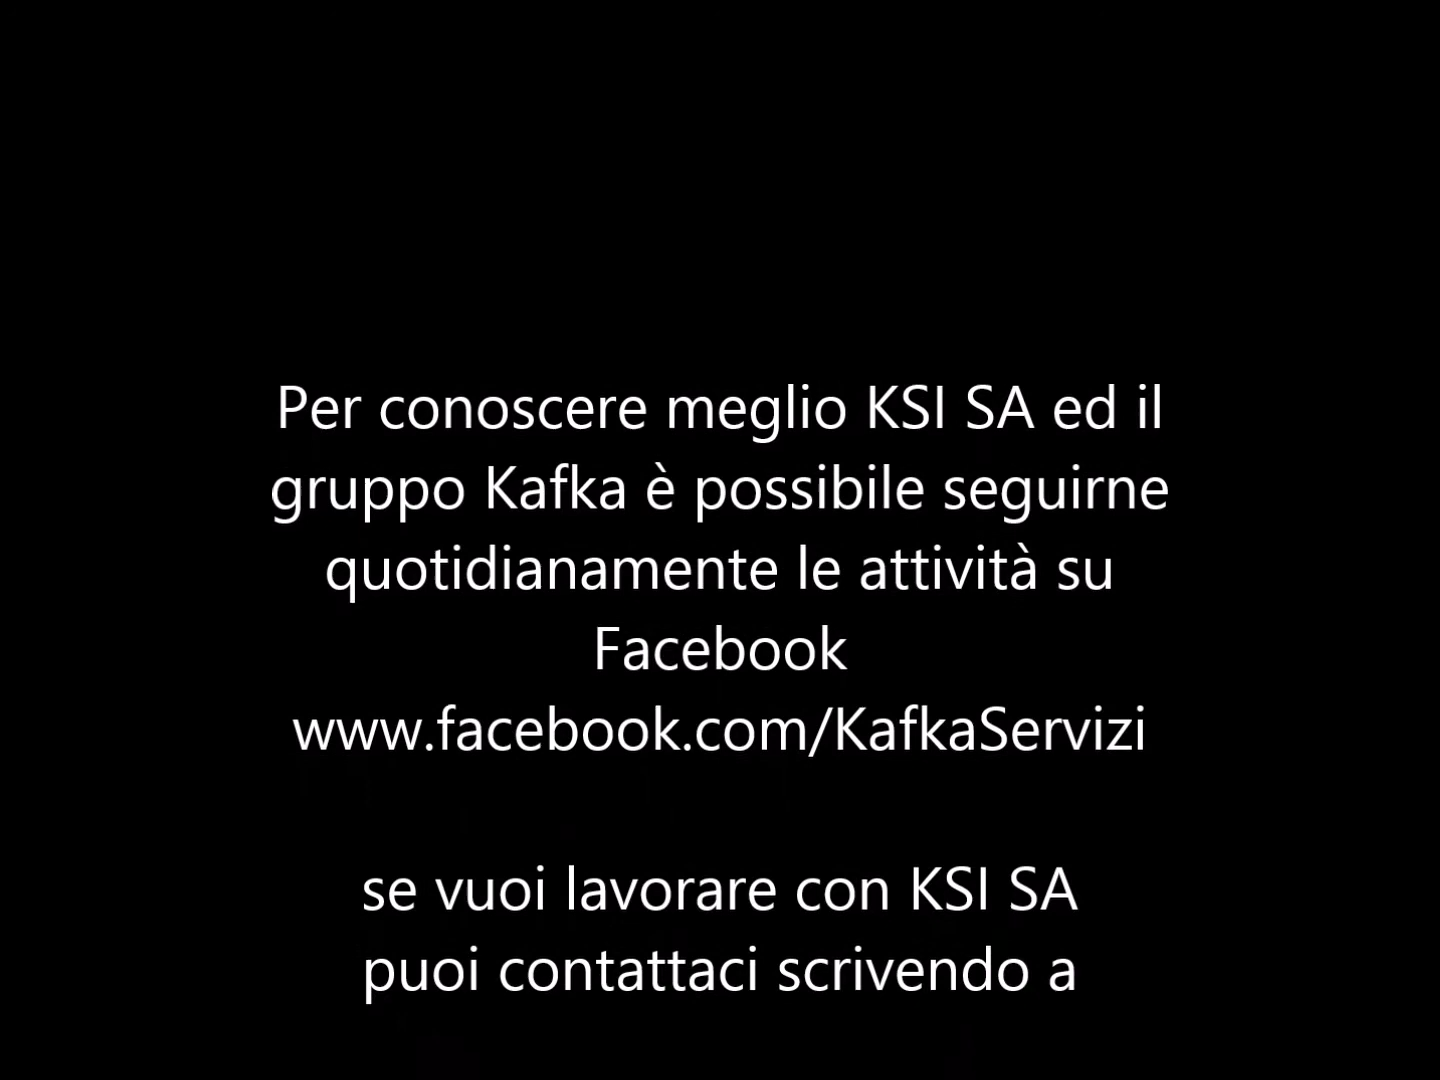 Per conoscere meglio KSI SA ed il
gruppo Kafka è possibile seguirne
quotidianamente le attività su
Facebook
www.facebook.com/KafkaServizi
se vuoi lavorare con KSI SA
puoi contattaci scrivendo a